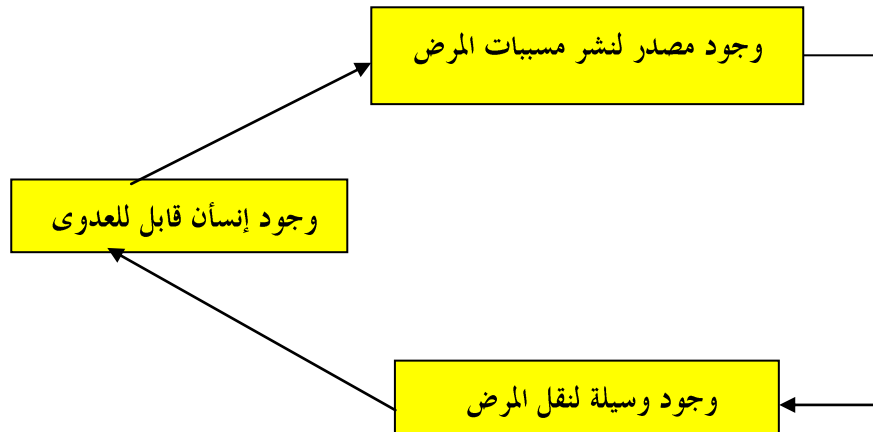 وجود مصدر لنشر مسببات المرض
وجود إنسأن قابل للعدوى
وجود وسيلة لنقل المرض